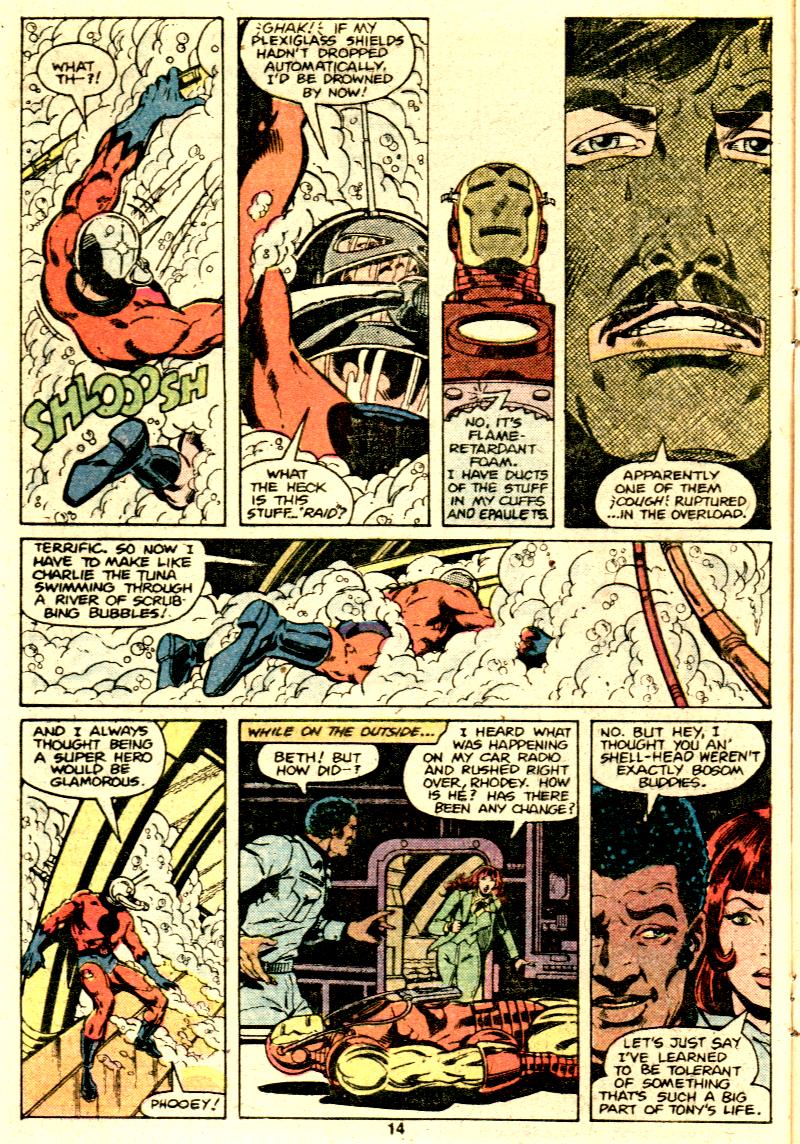 WHAT
TH--?!
¡GHAK!¡ IF MY
PLEXIGLASS SHIELDS
HADN'T DROPPED
AUTOMATICALLY,
I'D BE DROWNED
BY NOW!
WHAT
THE HECK
IS THIS
STUFF..."RAID"?
NO, IT'S
FLAME-
RETARDANT
FOAM.
I HAVE DUCTS
OF THE STUFF
IN MY CUFFS
AND EPAULETS.
APPARENTLY
ONE OF THEM
¡COUGH! RUPTURED
...IN THE OVERLOAD.
SHLOOOSH
TERRIFIC. SO NOW I
HAVE TO MAKE LIKE
CHARLIE THE TUNA
SWIMMING THROUGH
A RIVER OF SCRUB-
BING BUBBLES!
AND I ALWAYS
THOUGHT BEING
A SUPER HERO
WOULD BE
GLAMOROUS.
PHOOEY!
WHILE ON THE OUTSIDE...
BETH! BUT
HOW DID--?
I HEARD WHAT
WAS HAPPENING
ON MY CAR RADIO
AND RUSHED RIGHT
OVER, RHODEY. HOW
IS HE? HAS THERE
BEEN ANY CHANGE?
NO. BUT HEY, I
THOUGHT YOU AN'
SHELL-HEAD WEREN'T
EXACTLY BOSOM
BUDDIES.
LET'S JUST SAY
I'VE LEARNED
TO BE TOLERANT
OF SOMETHING
THAT'S SUCH A BIG
PART OF TONY'S LIFE.
14